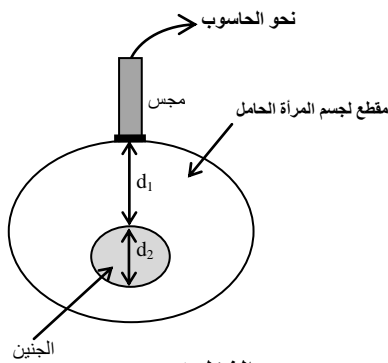 نحو الحاسوب
مجس
مقطع لجسم المرأة الحامل
d₁
d₂
الجنين